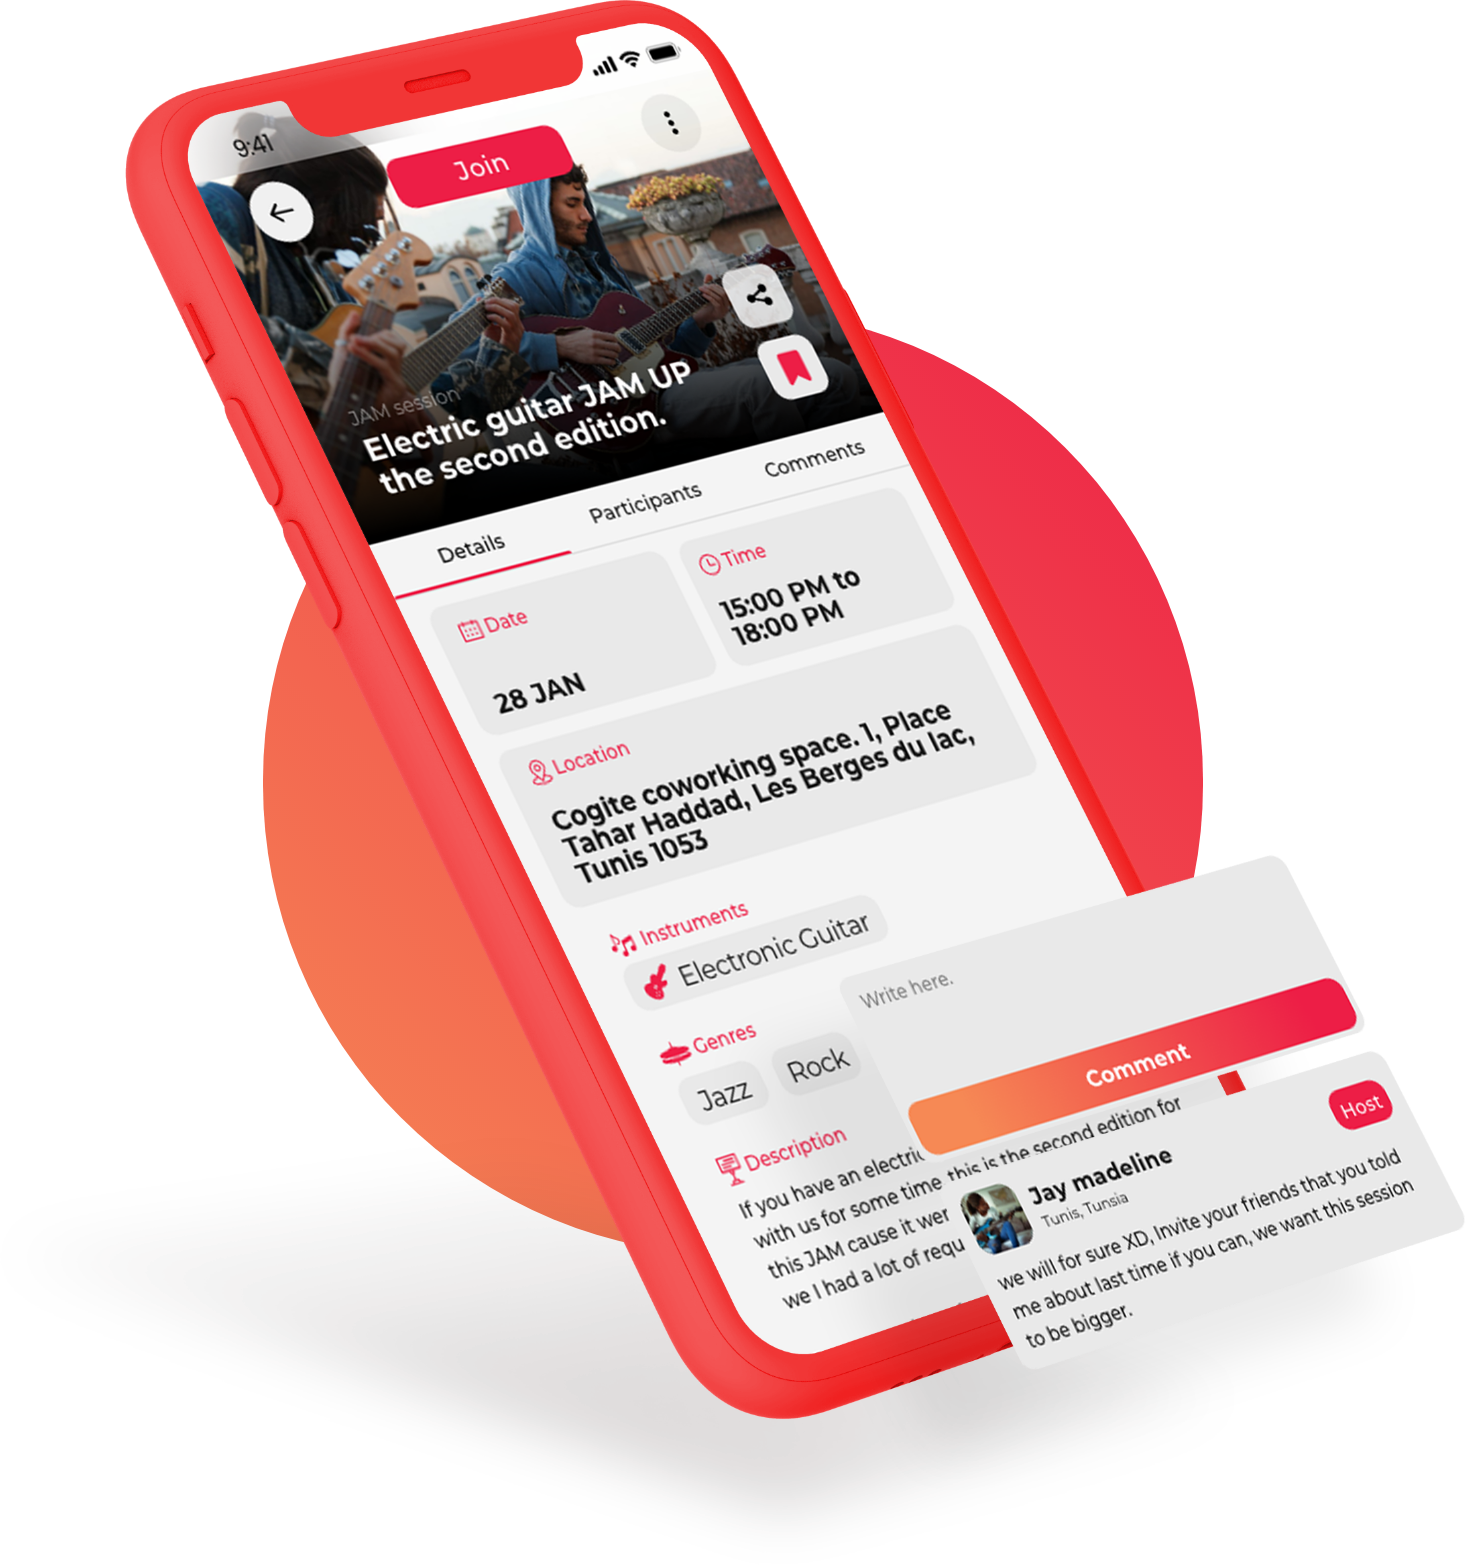 9:41
Join
JAM session
Electric guitar JAM UP
the second edition.
Details
Participants
Comments
Date
28 JAN
Time
15:00 PM to
18:00 PM
Location
Cogite coworking space. 1, Place
Tahar Haddad, Les Berges du lac,
Tunis 1053
Instruments
Electronic Guitar
Genres
Jazz
Rock
Description
If you have an electric
this is the second edition for
with us for some time
this JAM cause it wer
we I had a lot of requ
Write here.
Comment
Host
Jay madeline
Tunis, Tunsia
we will for sure XD, Invite your friends that you told
me about last time if you can, we want this session
to be bigger.